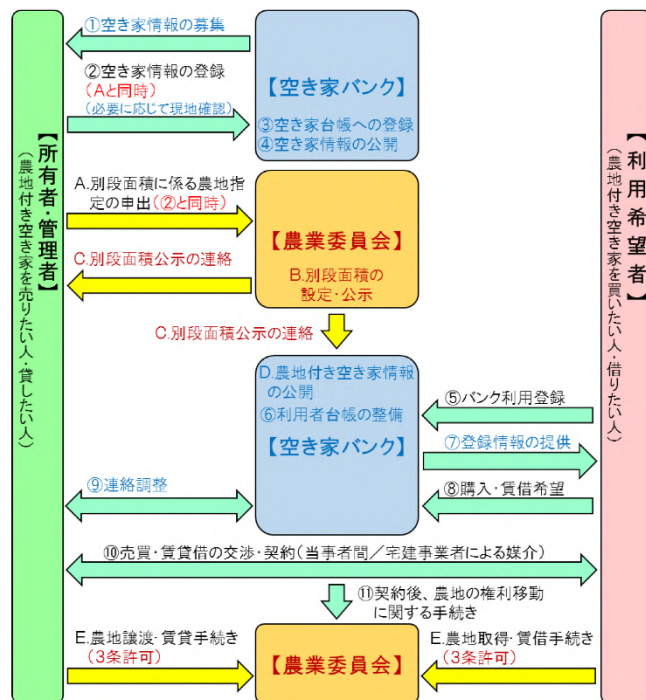 【所有者・管理者】
（農地付き空き家を売りたい人・貸したい人）
①空き家情報の募集
②空き家情報の登録
（Aと同時）
（必要に応じて現地確認）
【空き家バンク】
③空き家台帳への登録
④空き家情報の公開
【利用希望者】
（農地付き空き家を買いたい人・借りたい人）
A.別段面積に係る農地指
定の申出（②と同時）
C.別段面積公示の連絡
【農業委員会】
B.別段面積の
設定・公示
C.別段面積公示の連絡
D.農地付き空き家情報
の公開
⑥利用者台帳の整備
【空き家バンク】
⑤バンク利用登録
⑦登録情報の提供
⑧購入・賃借希望
⑨連絡調整
⑩売買・賃貸借の交渉・契約（当事者間／宅建事業者による媒介）
⑪契約後、農地の権利移動
に関する手続き
E.農地譲渡・賃貸手続き
（3条許可）
【農業委員会】
E.農地取得・賃借手続き
（3条許可）